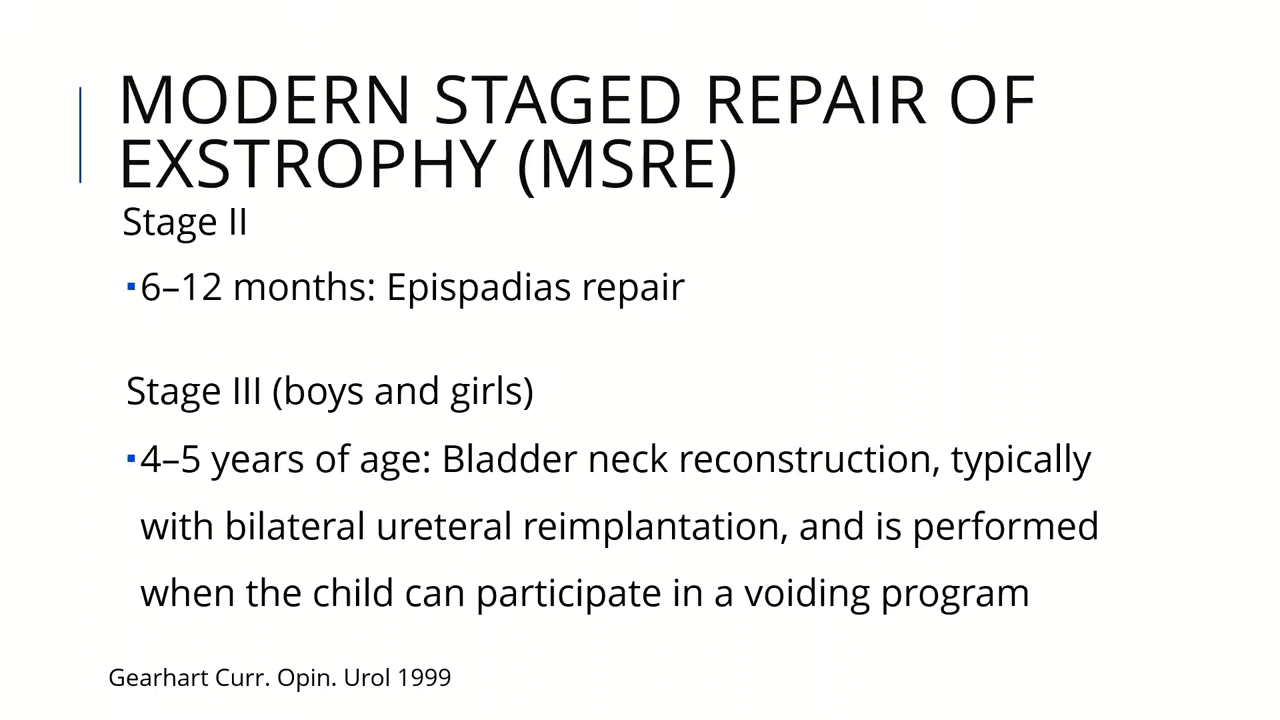 MODERN STAGED REPAIR OF
EXSTROPHY (MSRE)
Stage II
▪6–12 months: Epispadias repair
Stage III (boys and girls)
▪4–5 years of age: Bladder neck reconstruction, typically
with bilateral ureteral reimplantation, and is performed
when the child can participate in a voiding program
Gearhart Curr. Opin. Urol 1999